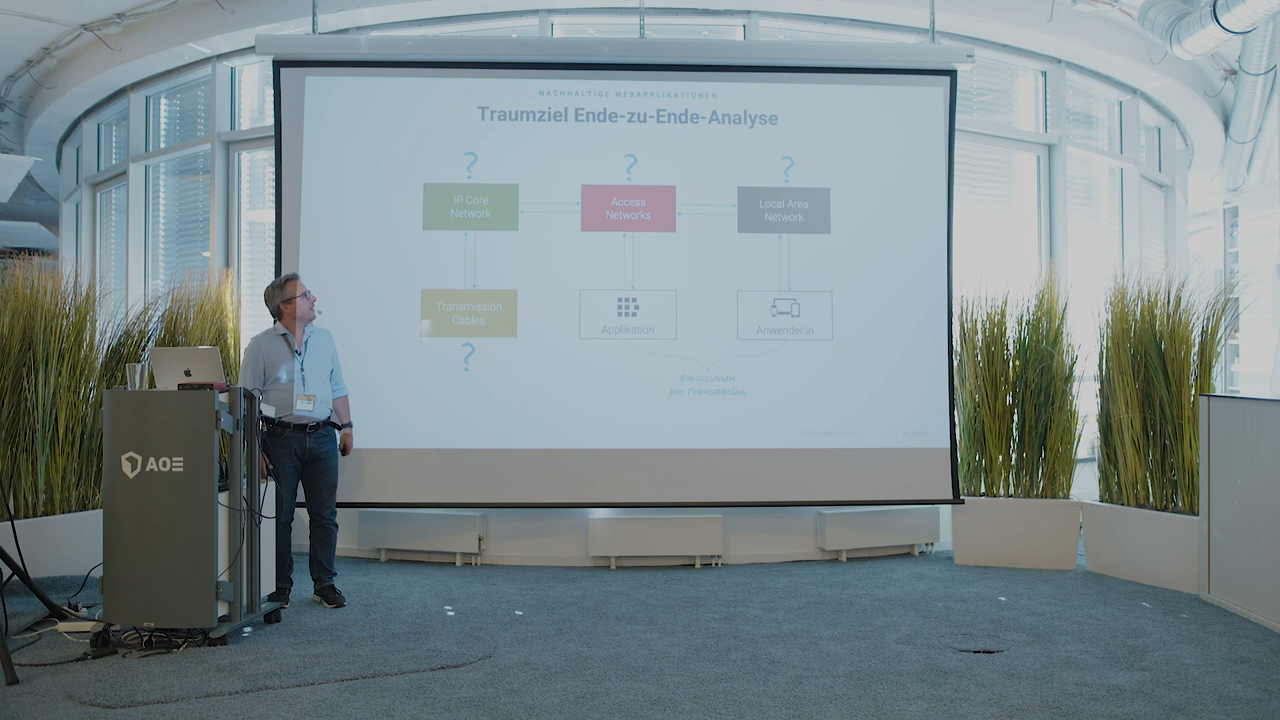 NACHHALTIGE WEBAPPLIKATIONEN
Traumziel Ende-zu-Ende-Analyse
? ? ?
IP Core
Network
Access
Networks
Local Area
Network
Transmission
Cables
Applikation
Anwender:in
?
Emissionen
pro Transaktion
AOE